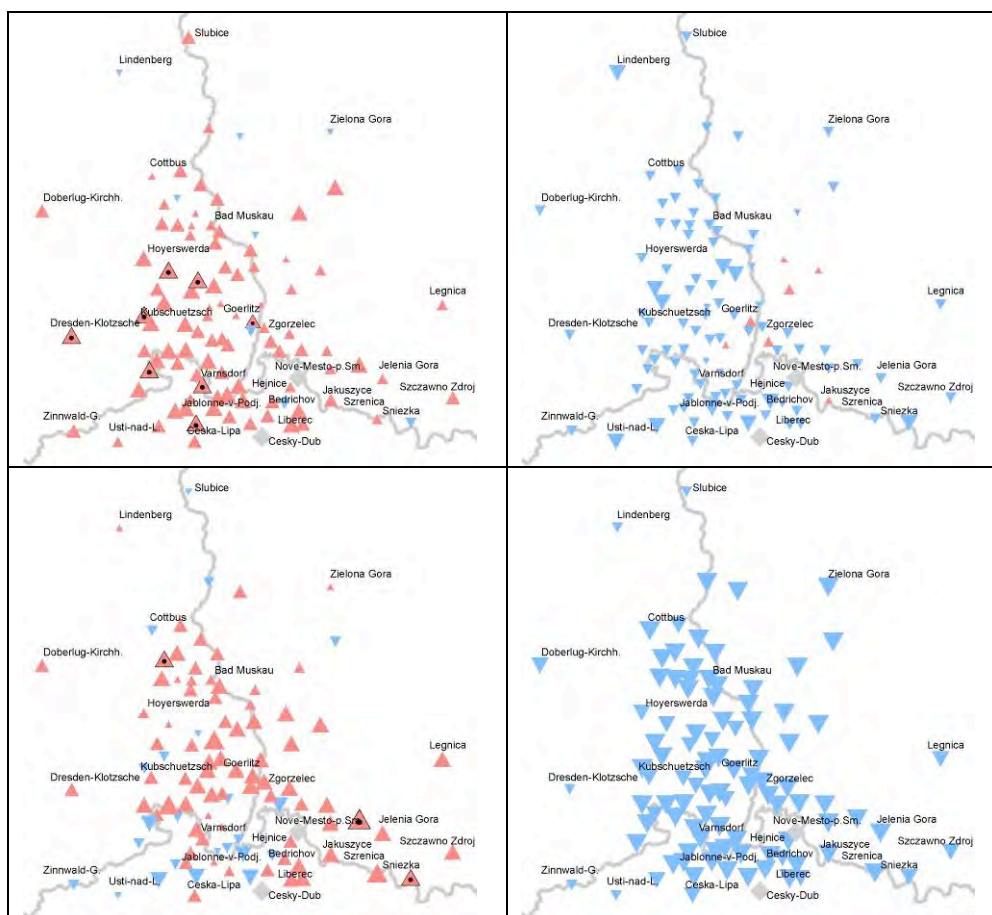 Slubice
Lindenberg
Zielona Gora
Cottbus
Doberlug-Kirchh.
Bad Muskau
Hoyerswerda
Legnica
Kubschuetzsch
Goerlitz
Dresden-Klotzsche
Zgorzelec
Nove-Mesto-p.Sm.
Jelenia Gora
Varnsdorf
Hejnice
Jakuszyce
Szczawno Zdroj
Jablonne-v-Podj.
Bedrichov
Szrenica
Zinnwald-G.
Sniezka
Usti-nad-L.
Ceska-Lipa
Liberec
Cesky-Dub
Slubice
Lindenberg
Zielona Gora
Cottbus
Doberlug-Kirchh.
Bad Muskau
Hoyerswerda
Legnica
Kubschuetzsch
Goerlitz
Dresden-Klotzsche
Zgorzelec
Nove-Mesto-p.Sm.
Jelenia Gora
Varnsdorf
Hejnice
Jakuszyce
Szczawno Zdroj
Jablonne-v-Podj.
Bedrichov
Szrenica
Zinnwald-G.
Sniezka
Usti-nad-L.
Ceska-Lipa
Liberec
Cesky-Dub
Slubice
Lindenberg
Zielona Gora
Cottbus
Doberlug-Kirchh.
Bad Muskau
Hoyerswerda
Legnica
Kubschuetzsch
Goerlitz
Dresden-Klotzsche
Zgorzelec
Nove-Mesto-p.Sm.
Jelenia Gora
Varnsdorf
Hejnice
Jakuszyce
Szczawno Zdroj
Jablonne-v-Podj.
Bedrichov
Szrenica
Zinnwald-G.
Sniezka
Usti-nad-L.
Ceska-Lipa
Liberec
Cesky-Dub
Slubice
Lindenberg
Zielona Gora
Cottbus
Doberlug-Kirchh.
Bad Muskau
Hoyerswerda
Legnica
Kubschuetzsch
Goerlitz
Dresden-Klotzsche
Zgorzelec
Nove-Mesto-p.Sm.
Jelenia Gora
Varnsdorf
Hejnice
Jakuszyce
Szczawno Zdroj
Jablonne-v-Podj.
Bedrichov
Szrenica
Zinnwald-G.
Sniezka
Usti-nad-L.
Ceska-Lipa
Liberec
Cesky-Dub